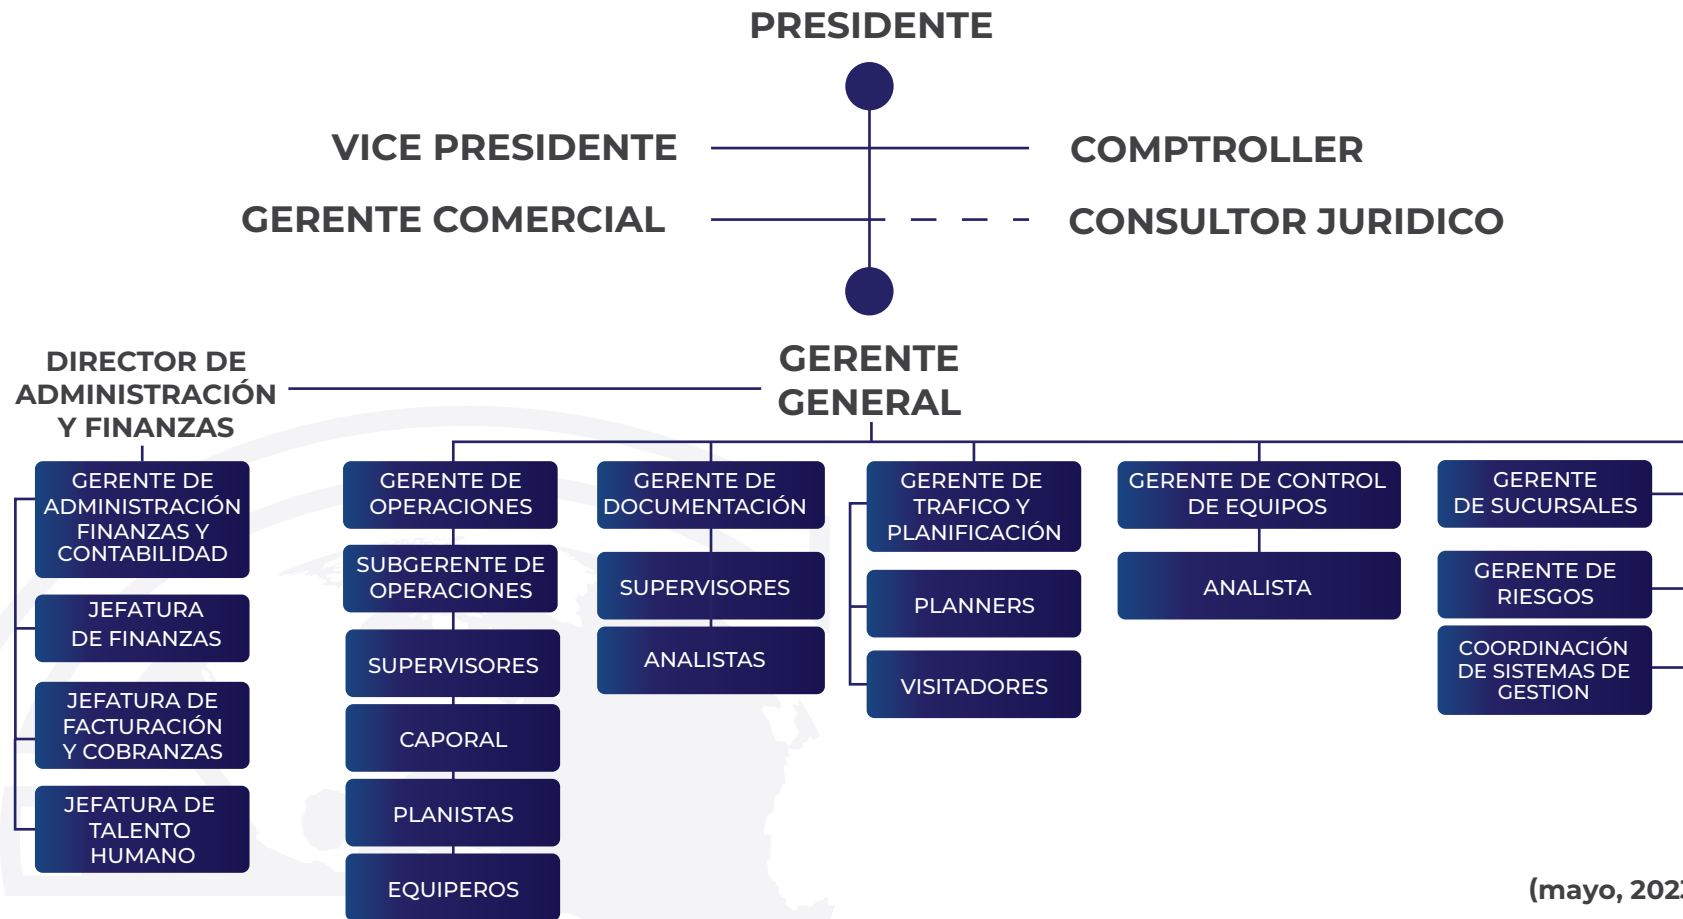 PRESIDENTE
VICE PRESIDENTE
COMPTROLLER
GERENTE COMERCIAL
CONSULTOR JURIDICO
GERENTE
GENERAL
DIRECTOR DE
ADMINISTRACIÓN
Y FINANZAS
GERENTE DE
ADMINISTRACIÓN
FINANZAS Y
CONTABILIDAD
JEFATURA
DE FINANZAS
JEFATURA DE
FACTURACIÓN
Y COBRANZAS
JEFATURA DE
TALENTO
HUMANO
GERENTE DE
OPERACIONES
SUBGERENTE DE
OPERACIONES
SUPERVISORES
CAPORAL
PLANISTAS
EQUIPEROS
GERENTE DE
DOCUMENTACIÓN
SUPERVISORES
ANALISTAS
GERENTE DE
TRAFICO Y
PLANIFICACIÓN
PLANNERS
VISITADORES
GERENTE DE CONTROL
DE EQUIPOS
ANALISTA
GERENTE
DE SUCURSALES
GERENTE DE
RIESGOS
COORDINACIÓN
DE SISTEMAS DE
GESTION
(mayo, 2023